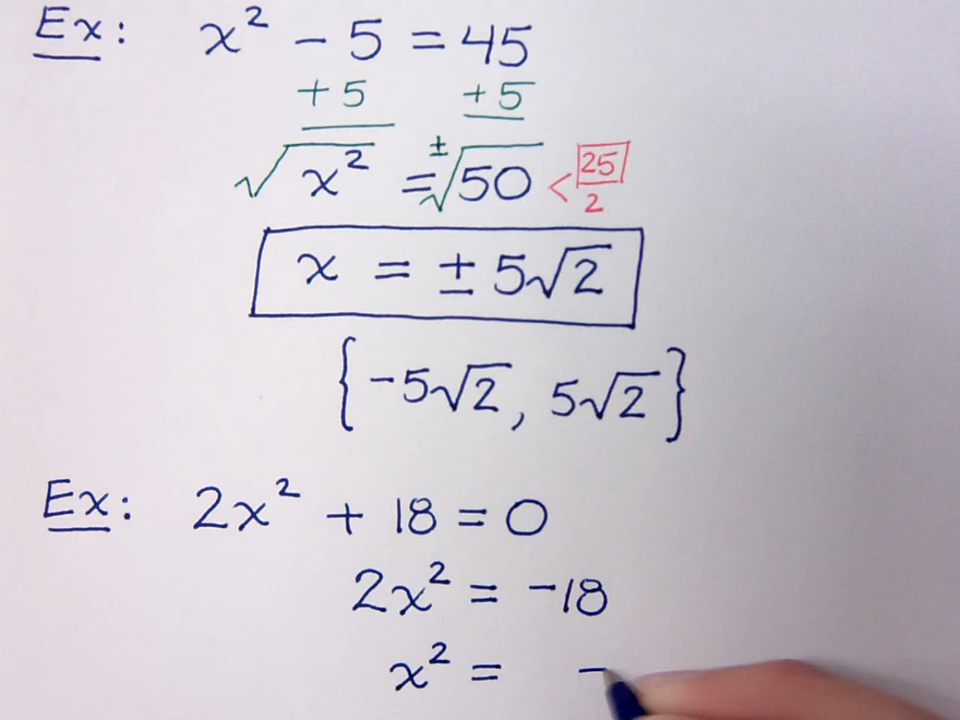 Ex: x² - 5 = 45
+5 +5
√x² = ±√50 < 25 2
x = ± 5√2
{-5√2, 5√2}
Ex: 2x² + 18 = 0
2x² = -18
x² = -